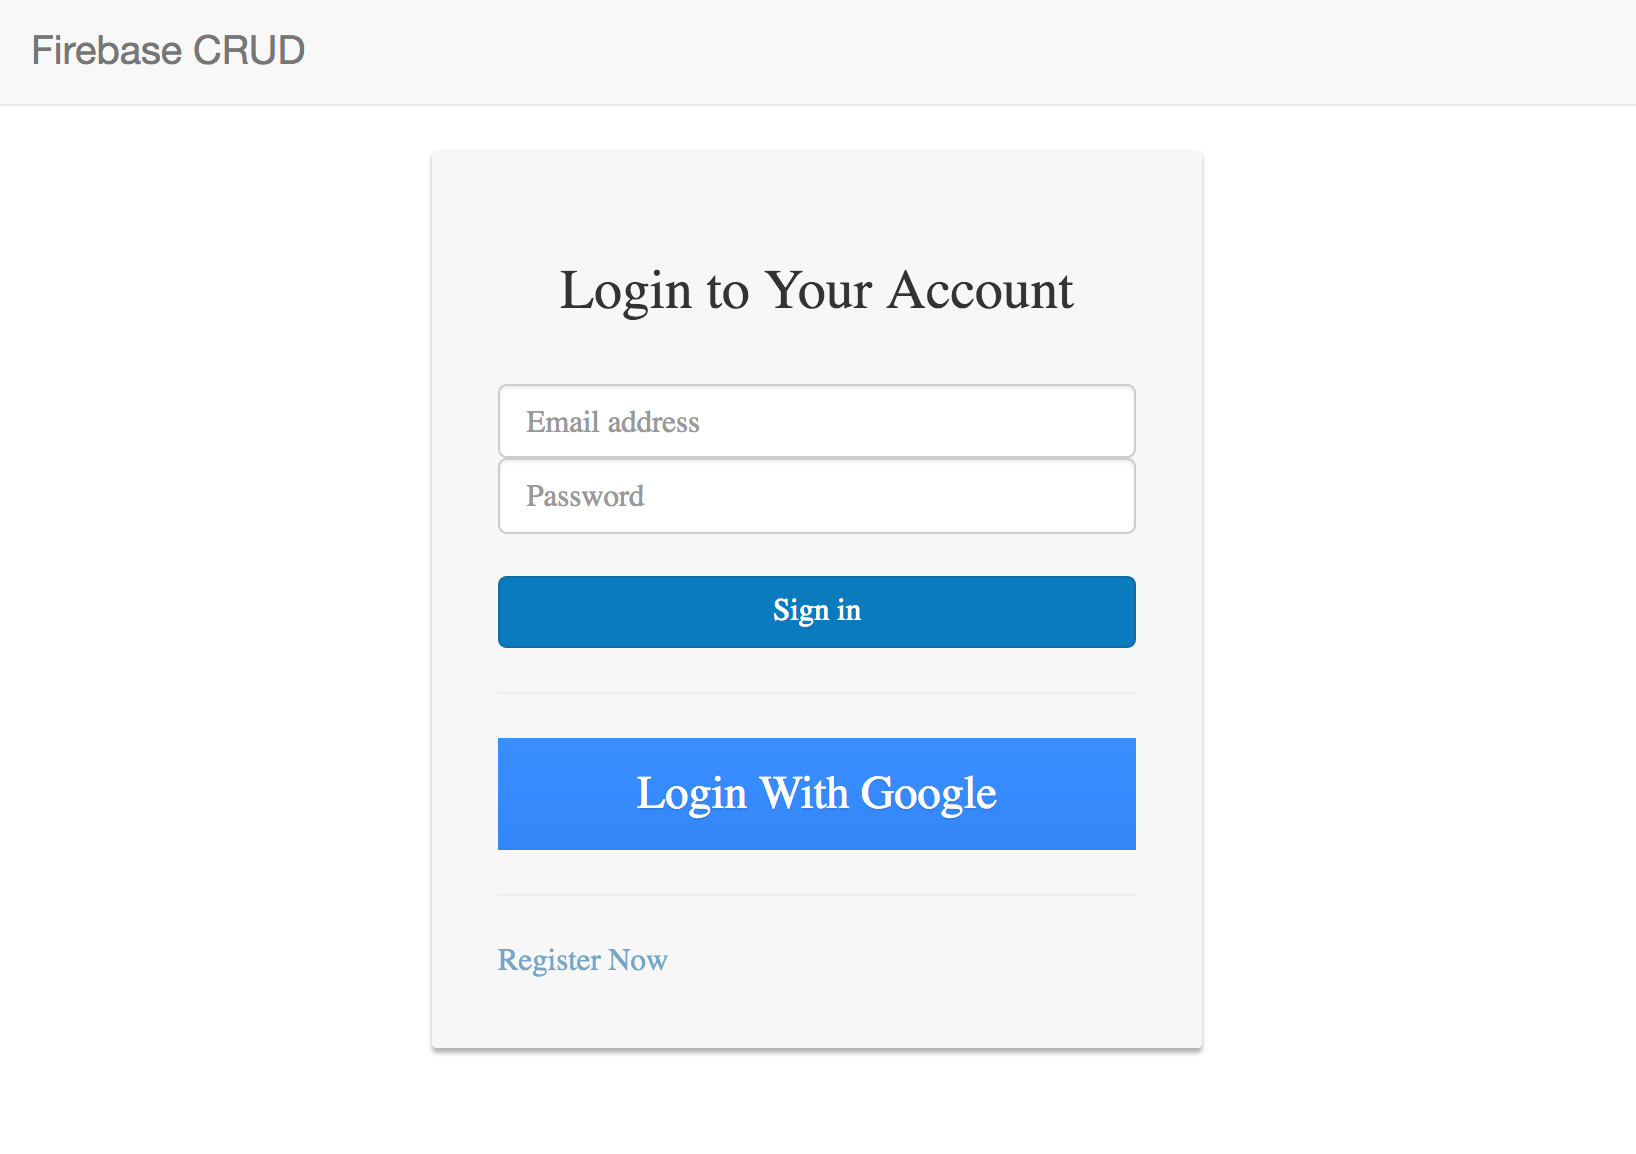 Firebase CRUD
Login to Your Account
Email address
Password
Sign in
Login With Google
Register Now